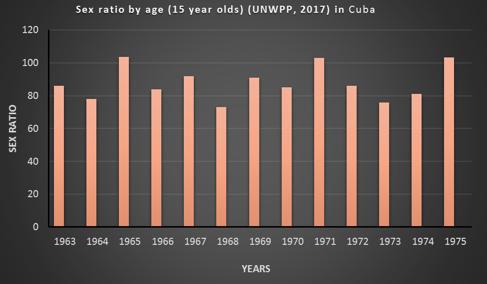 Sex ratio by age (15 year olds) (UNWPP, 2017) in Cuba
120
100
80
60
40
20
0
SEX RATIO
1963 1964 1965 1966 1967 1968 1969 1970 1971 1972 1973 1974 1975
YEARS